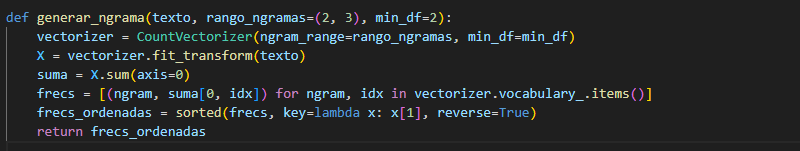 def generar_ngrama(texto, rango_ngramas=(2, 3), min_df=2):
    vectorizer = CountVectorizer(ngram_range=rango_ngramas, min_df=min_df)
    X = vectorizer.fit_transform(texto)
    suma = X.sum(axis=0)
    frecs = [(ngram, suma[0, idx]) for ngram, idx in vectorizer.vocabulary_.items()]
    frecs_ordenadas = sorted(frecs, key=lambda x: x[1], reverse=True)
    return frecs_ordenadas